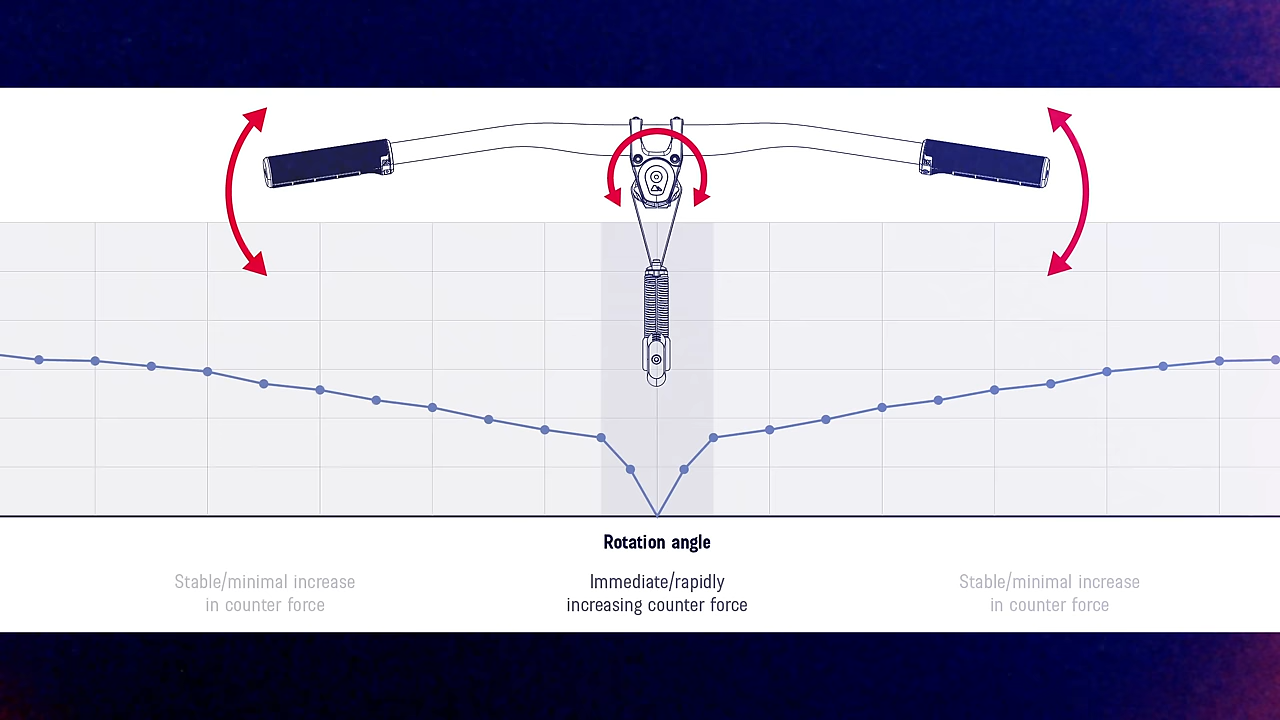 Rotation angle
Stable/minimal increase
in counter force
Immediate/rapidly
increasing counter force
Stable/minimal increase
in counter force